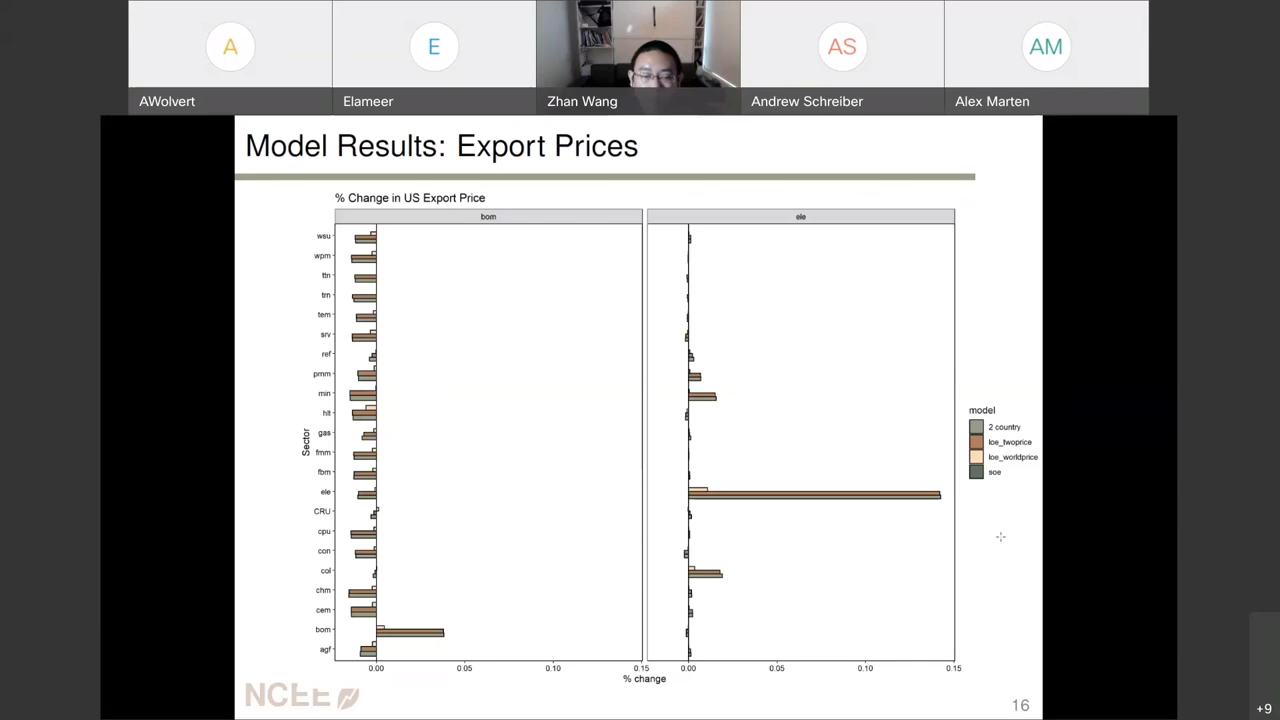 A
E
AS
AM
AWolvert
Elameer
Zhan Wang
Andrew Schreiber
Alex Marten
Model Results: Export Prices
% Change in US Export Price
bom
ele
wsu
wpm
ttn
trn
tem
srv
ref
pmm
min
hlt
gas
fmm
fbm
ele
CRU
cpu
con
col
chm
cem
bom
agf
Sector
0.00
0.05
0.10
0.15
0.00
0.05
0.10
0.15
% change
model
2 country
loe_twoprice
loe_worldprice
soe
NCEE
16
+9